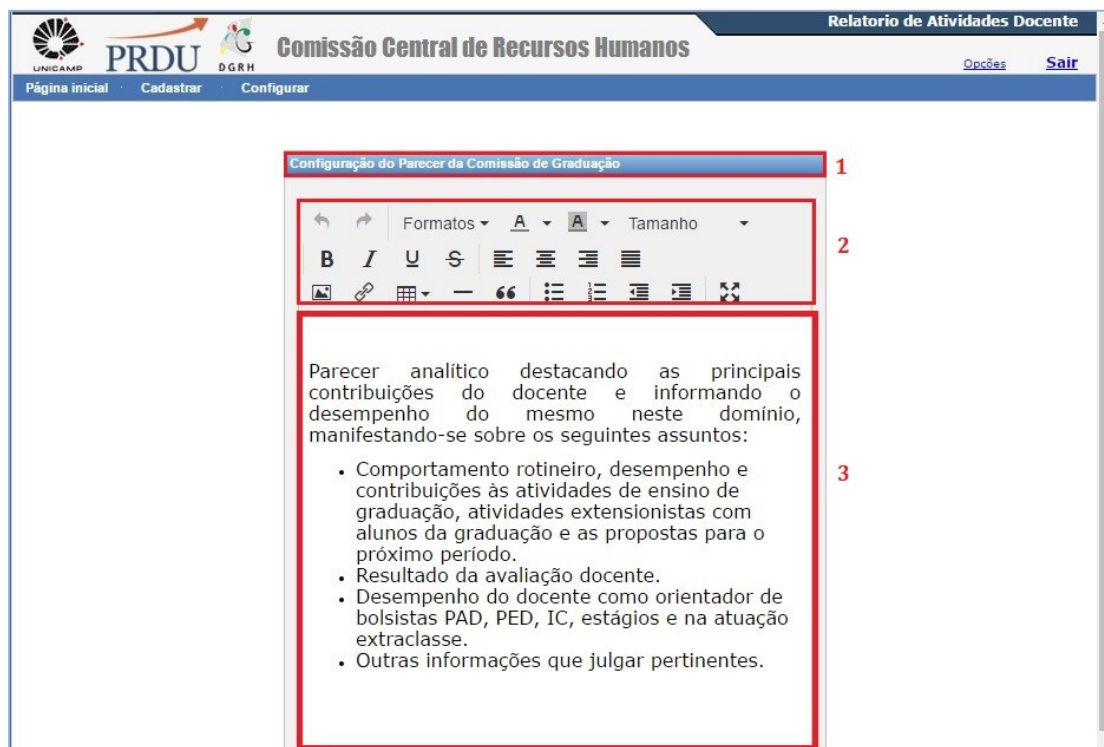 Relatorio de Atividades Docente
UNICAMP PRDU DGRH Comissão Central de Recursos Humanos
Opções Sair
Página inicial Cadastrar Configurar
Configuração do Parecer da Comissão de Graduação 1
Formatos A A Tamanho
2
B I U S
Parecer analítico destacando as principais
contribuições do docente e informando o
desempenho do mesmo neste domínio,
manifestando-se sobre os seguintes assuntos:
• Comportamento rotineiro, desempenho e
3
contribuições às atividades de ensino de
graduação, atividades extensionistas com
alunos da graduação e as propostas para o
próximo período.
• Resultado da avaliação docente.
• Desempenho do docente como orientador de
bolsistas PAD, PED, IC, estágios e na atuação
extraclasse.
• Outras informações que julgar pertinentes.